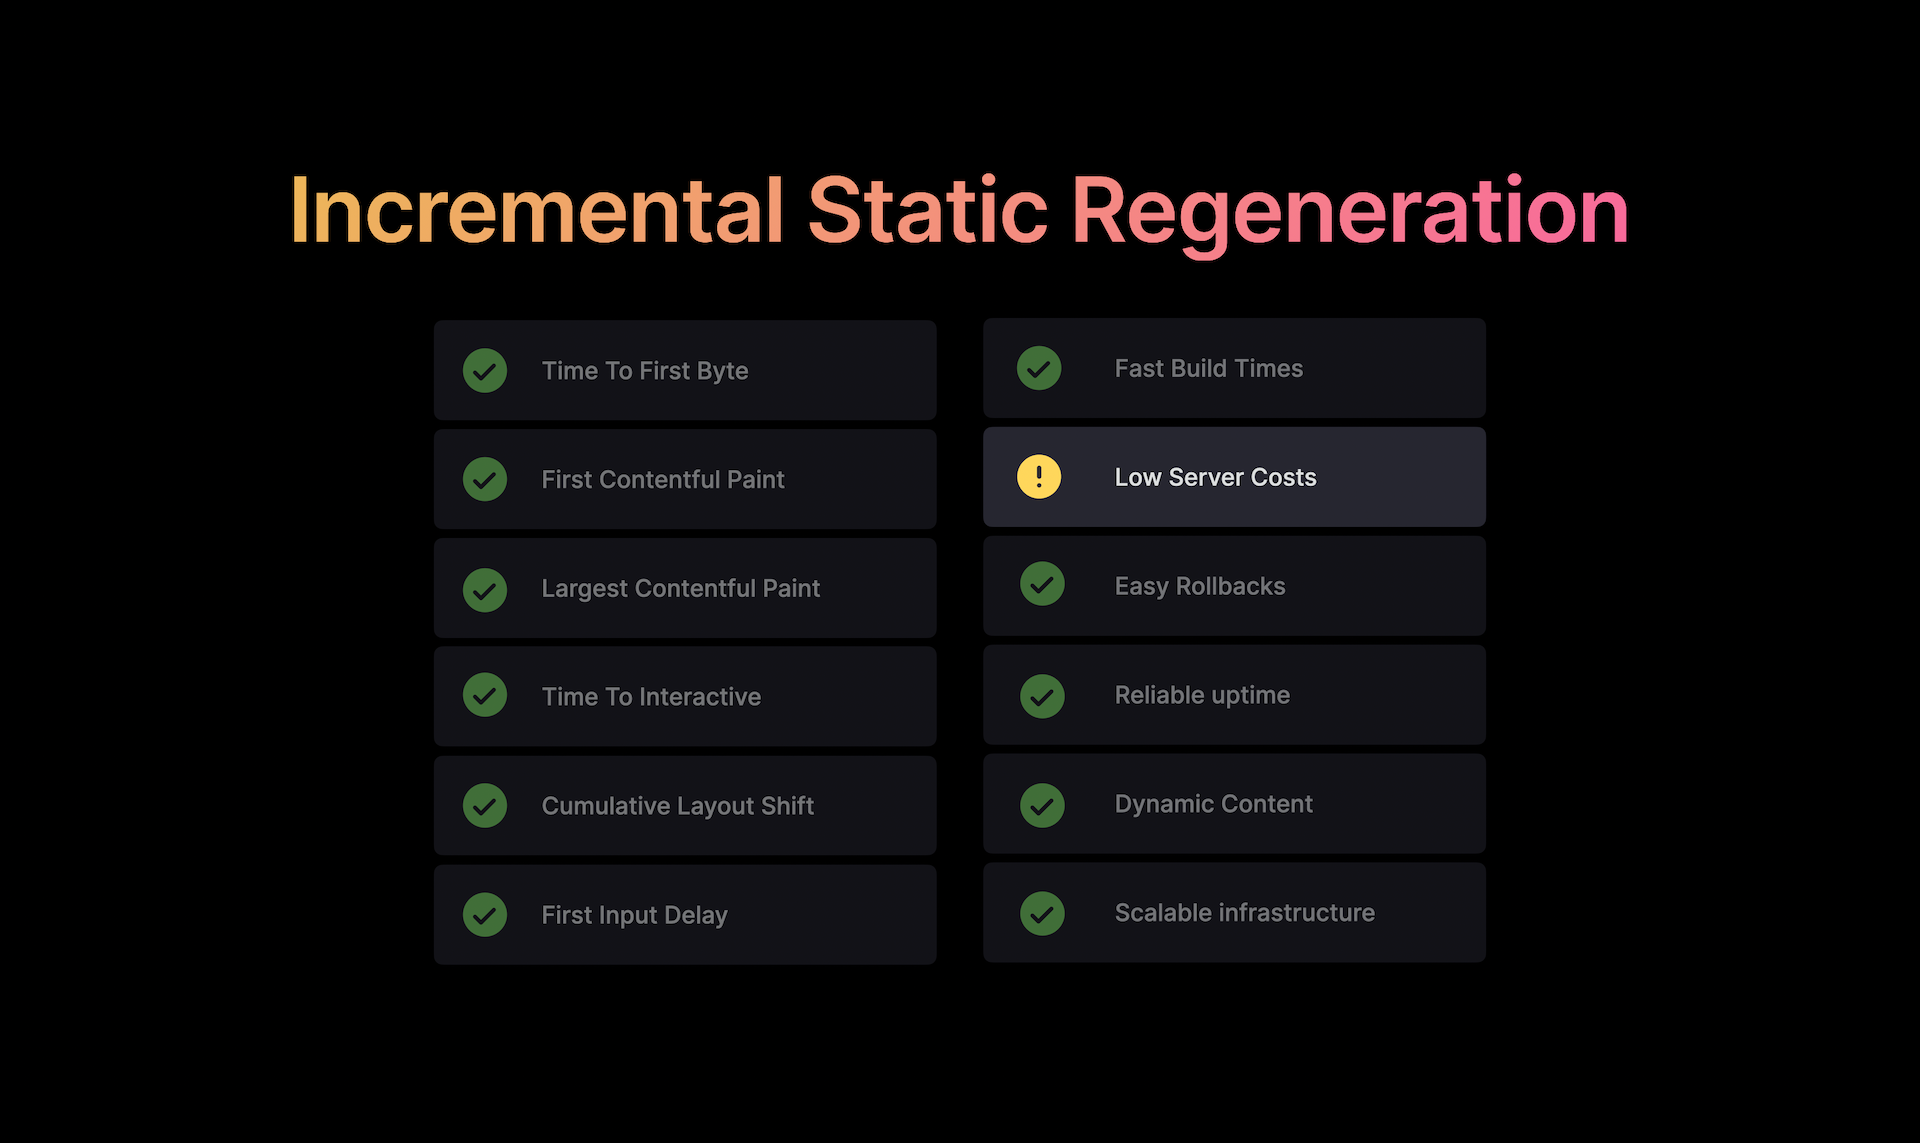 Incremental Static Regeneration
Time To First Byte
First Contentful Paint
Largest Contentful Paint
Time To Interactive
Cumulative Layout Shift
First Input Delay
Fast Build Times
Low Server Costs
Easy Rollbacks
Reliable uptime
Dynamic Content
Scalable infrastructure